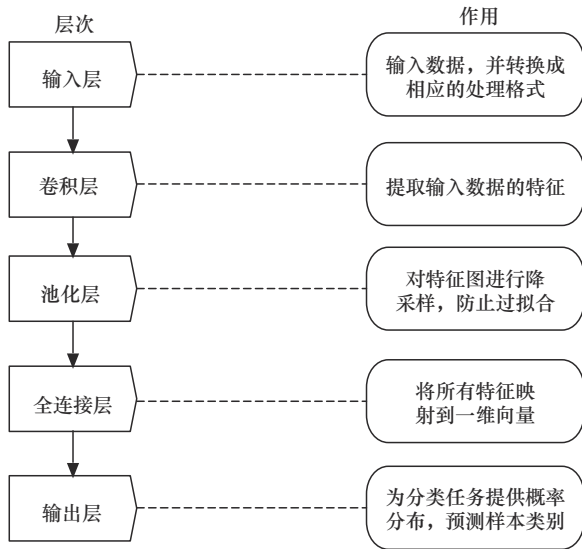 层次
作用
输入层
输入数据，并转换成
相应的处理格式
卷积层
提取输入数据的特征
池化层
对特征图进行降
采样，防止过拟合
全连接层
将所有特征映
射到一维向量
输出层
为分类任务提供概率
分布，预测样本类别